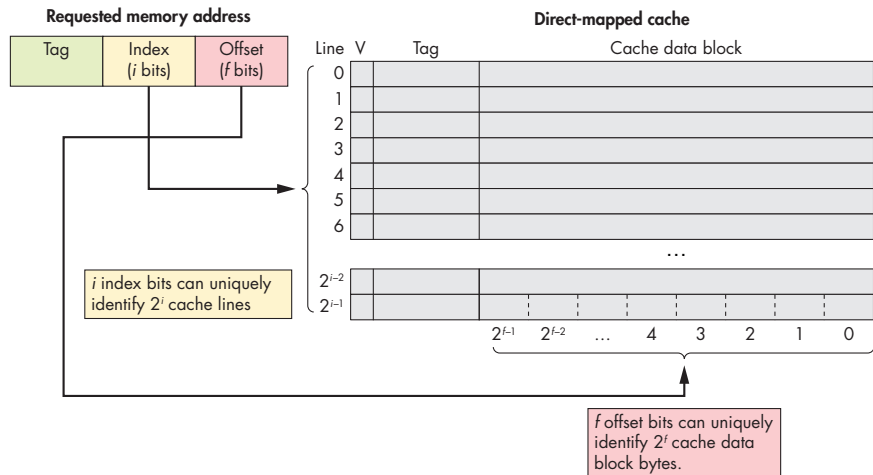 Requested memory address
Direct-mapped cache
Tag
Index
(i bits)
Offset
(f bits)
Line V Tag Cache data block
0
1
2
3
4
5
6
...
2^{i–2}
2^{i–1}
i index bits can uniquely
identify 2^i cache lines
2^{f–1} 2^{f–2} ... 4 3 2 1 0
f offset bits can uniquely
identify 2^f cache data
block bytes.